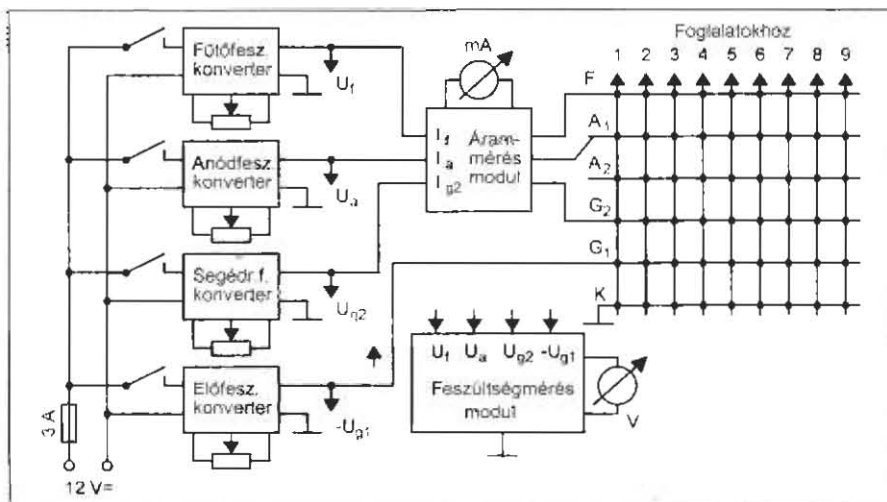 Fűtőfesz.
konverter
U_f
Anódfesz.
konverter
U_a
Segédr.f.
konverter
U_g2
Előfesz.
konverter
-U_g1
3 A
12 V=
mA
I_f Áram-
I_a mérés
I_g2 modul
Foglalatokhoz
1 2 3 4 5 6 7 8 9
F
A_1
A_2
G_2
G_1
K
U_f U_a U_g2 -U_g1
Feszültségmérés
modul
V